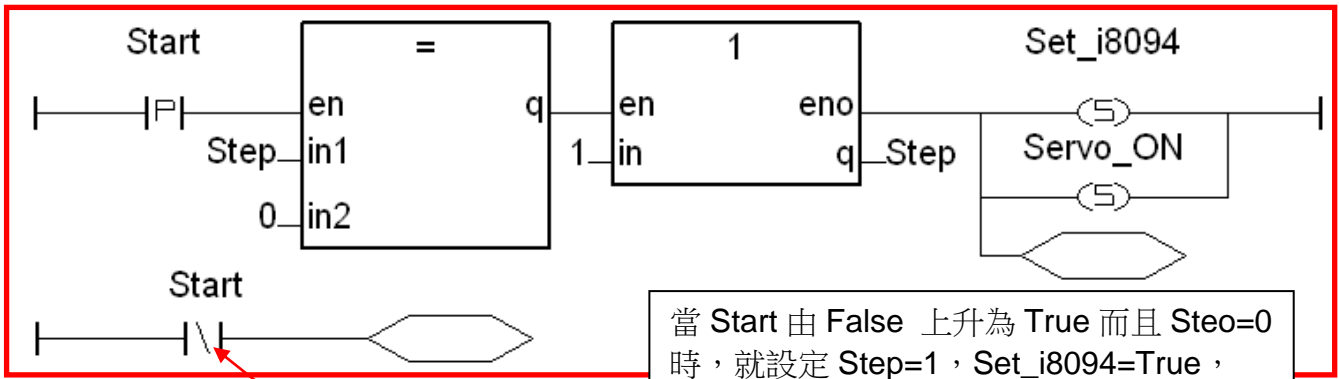 Start = 1 Set_i8094
en q en eno
Step in1 1 in q Step Servo_ON
0 in2
Start
當 Start 由 False 上升為 True 而且 Steo=0
時,就設定 Step=1,Set_i8094=True,